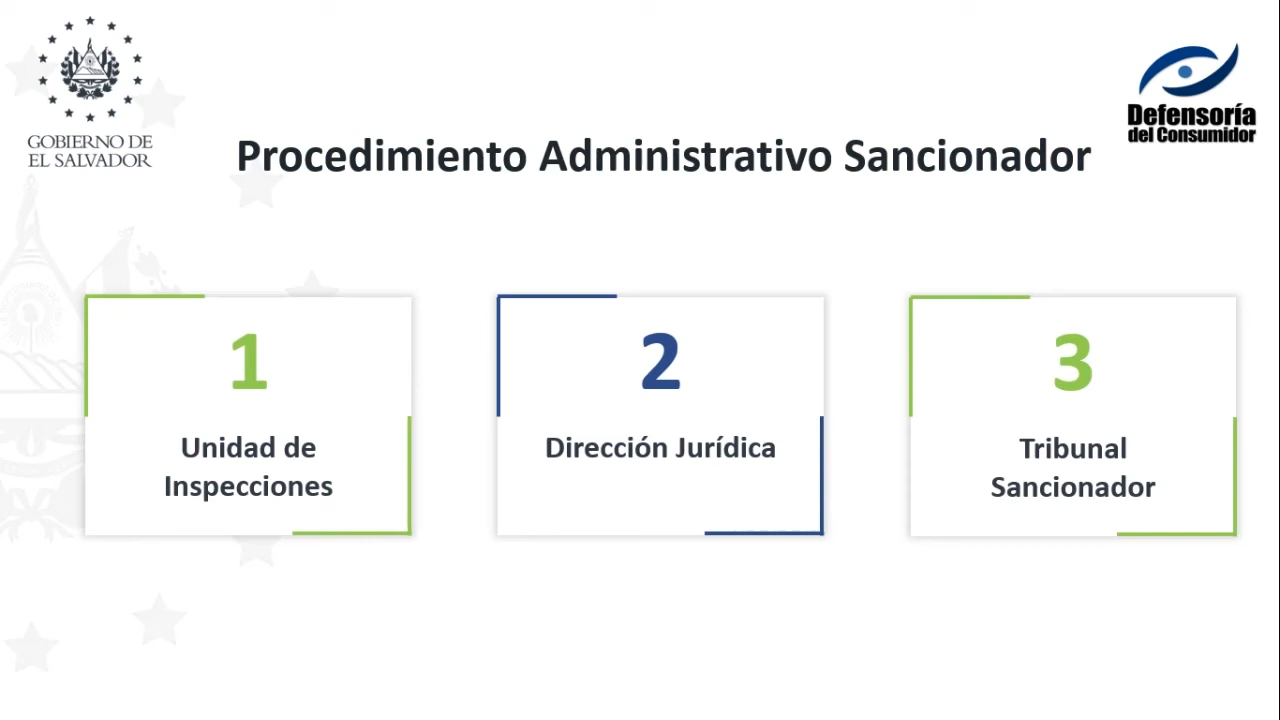 GOBIERNO DE
EL SALVADOR
Defensoría
del Consumidor
Procedimiento Administrativo Sancionador
1
Unidad de
Inspecciones
2
Dirección Jurídica
3
Tribunal
Sancionador